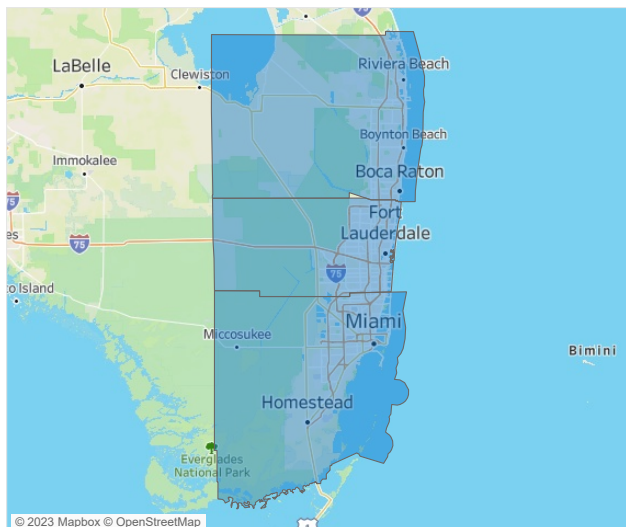 75
LaBelle
Clewiston
Riviera Beach
Immokalee
Boynton Beach
Boca Raton
75
es
75
Fort
Lauderdale
75
to Island
Miccosukee
Miami
Bimini
Homestead
Everglades
National Park
© 2023 Mapbox © OpenStreetMap